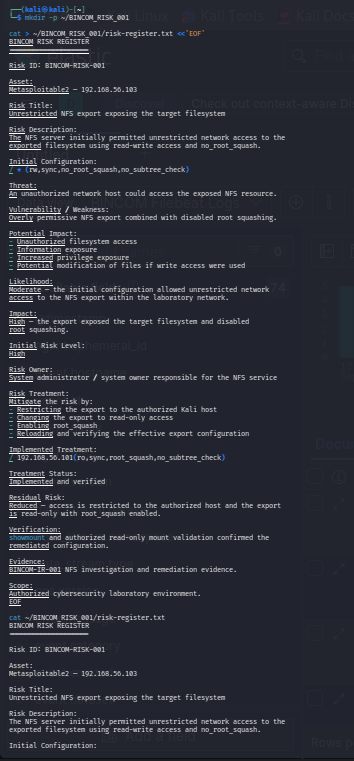 ┌──(kali㉿kali)-[~]
└─$ mkdir -p ~/BINCOM_RISK_001
cat > ~/BINCOM_RISK_001/risk-register.txt <<'EOF'
BINCOM RISK REGISTER
====================
Risk ID: BINCOM-RISK-001
Asset:
Metasploitable2 — 192.168.56.103
Risk Title:
Unrestricted NFS export exposing the target filesystem
Risk Description:
The NFS server initially permitted unrestricted network access to the
exported filesystem using read-write access and no_root_squash.
Initial Configuration:
/ *(rw,sync,no_root_squash,no_subtree_check)
Threat:
An unauthorized network host could access the exposed NFS resource.
Vulnerability / Weakness:
Overly permissive NFS export combined with disabled root squashing.
Potential Impact:
- Unauthorized filesystem access
- Information exposure
- Increased privilege exposure
- Potential modification of files if write access were used
Likelihood:
Moderate — the initial configuration allowed unrestricted network
access to the NFS export within the laboratory network.
Impact:
High — the export exposed the target filesystem and disabled
root squashing.
Initial Risk Level:
High
Risk Owner:
System administrator / system owner responsible for the NFS service
Risk Treatment:
Mitigate the risk by:
- Restricting the export to the authorized Kali host
- Changing the export to read-only access
- Enabling root_squash
- Reloading and verifying the effective export configuration
Implemented Treatment:
/ 192.168.56.101(ro,sync,root_squash,no_subtree_check)
Treatment Status:
Implemented and verified
Residual Risk:
Reduced — access is restricted to the authorized host and the export
is read-only with root_squash enabled.
Verification:
showmount and authorized read-only mount validation confirmed the
remediated configuration.
Evidence:
BINCOM-IR-001 NFS investigation and remediation evidence.
Scope:
Authorized cybersecurity laboratory environment.
EOF
cat ~/BINCOM_RISK_001/risk-register.txt
BINCOM RISK REGISTER
====================
Risk ID: BINCOM-RISK-001
Asset:
Metasploitable2 — 192.168.56.103
Risk Title:
Unrestricted NFS export exposing the target filesystem
Risk Description:
The NFS server initially permitted unrestricted network access to the
exported filesystem using read-write access and no_root_squash.
Initial Configuration: